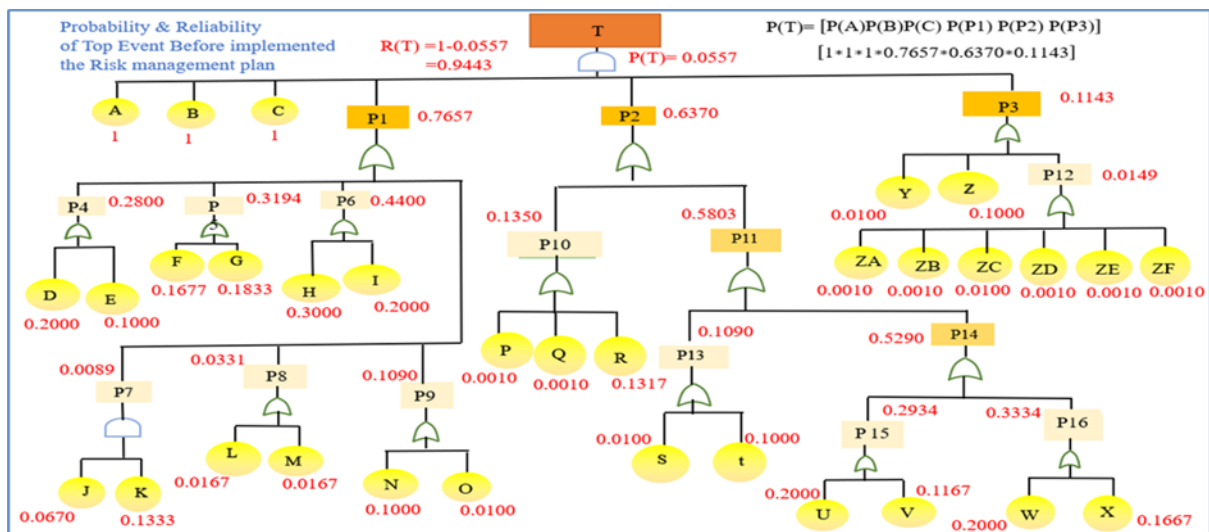 Probability & Reliability
of Top Event Before implemented
the Risk management plan
T
P(T)= [P(A)P(B)P(C) P(P1) P(P2) P(P3)]
[1*1*1*0.7657*0.6370*0.1143]
R(T) =1-0.0557
=0.9443
P(T)= 0.0557
A
B
C
P1
0.7657
P2
0.6370
P3
0.1143
1
1
1
P4
0.2800
P
5
0.3194
P6
0.4400
Y
Z
P12
0.0149
0.0100
0.1000
0.1350
P10
0.5803
P11
D
E
F
G
H
I
0.2000
0.1000
0.1677
0.1833
0.3000
0.2000
ZA
ZB
ZC
ZD
ZE
ZF
0.0010
0.0010
0.0100
0.0010
0.0010
0.0010
0.0089
P7
0.0331
P8
0.1090
P9
P
Q
R
0.0010
0.0010
0.1317
0.1090
P13
0.5290
P14
J
K
L
M
N
O
0.0670
0.1333
0.0167
0.0167
0.1000
0.0100
S
t
0.0100
0.1000
0.2934
P 15
0.3334
P16
U
V
W
X
0.2000
0.1167
0.2000
0.1667